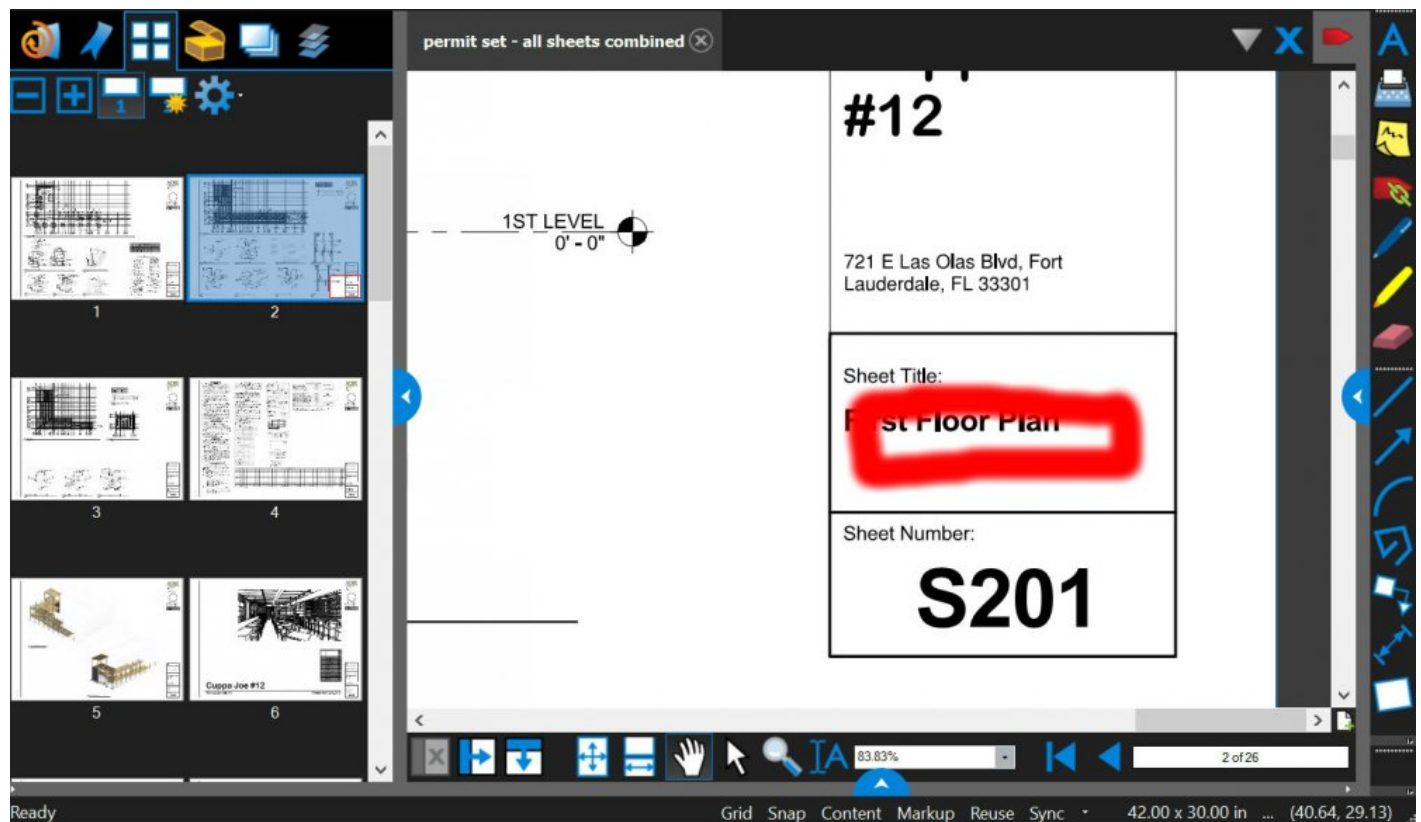 permit set - all sheets combined
1
#12
1ST LEVEL
0' - 0"
721 E Las Olas Blvd, Fort
Lauderdale, FL 33301
Sheet Title:
First Floor Plan
Sheet Number:
S201
1
2
3
4
Cuppa Joe #12
5
6
83.83%
2 of 26
Ready
Grid Snap Content Markup Reuse Sync
42.00 x 30.00 in ... (40.64, 29.13)